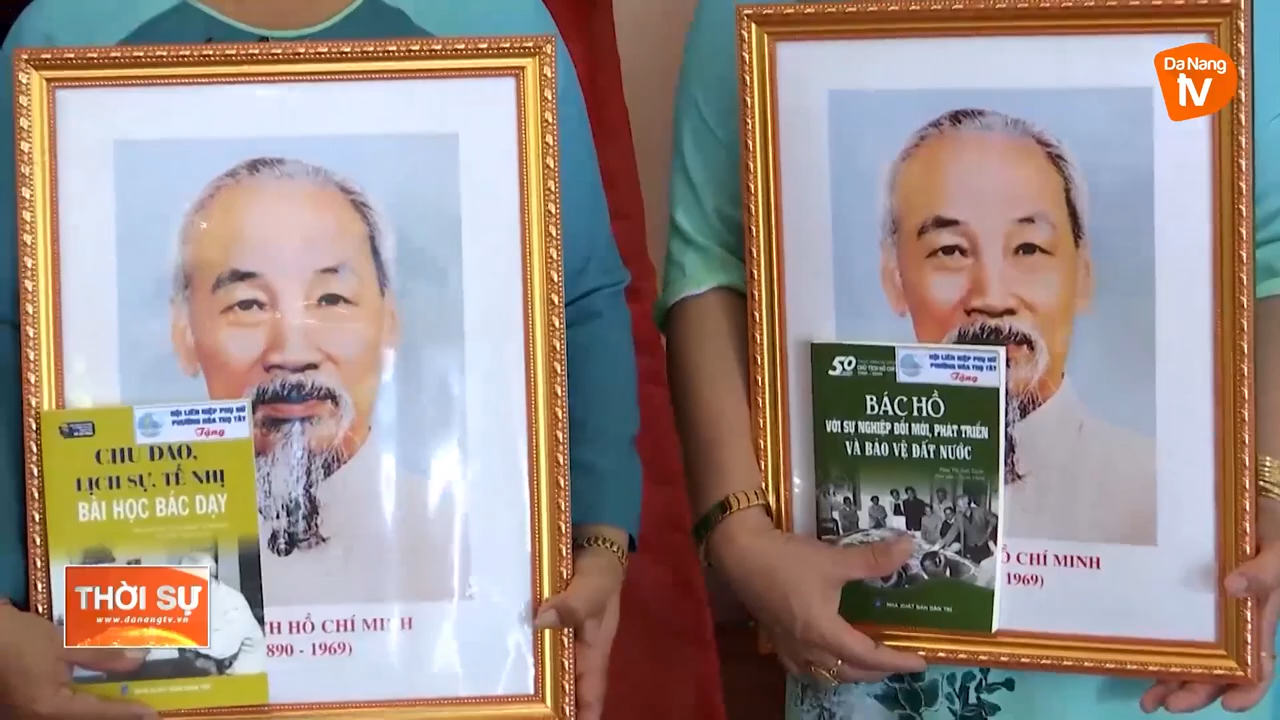 Da Nang
tv
HỘI LIÊN HIỆP PHỤ NỮ
PHƯỜNG HÒA THỌ TÂY
Tặng
CHU ĐÁO,
LỊCH SỰ, TẾ NHỊ
BÀI HỌC BÁC DẠY
THỜI SỰ
www.danangtv.vn
CH HỒ CHÍ MINH
890 - 1969)
50
CHỦ TỊCH HỒ CHÍ
HỘI LIÊN HIỆP PHỤ NỮ
PHƯỜNG HÒA THỌ TÂY
Tặng
BÁC HỒ
VỚI SỰ NGHIỆP ĐỔI MỚI, PHÁT TRIỂN
VÀ BẢO VỆ ĐẤT NƯỚC
NHÀ XUẤT BẢN DÂN TRÍ
Ồ CHÍ MINH
1969)